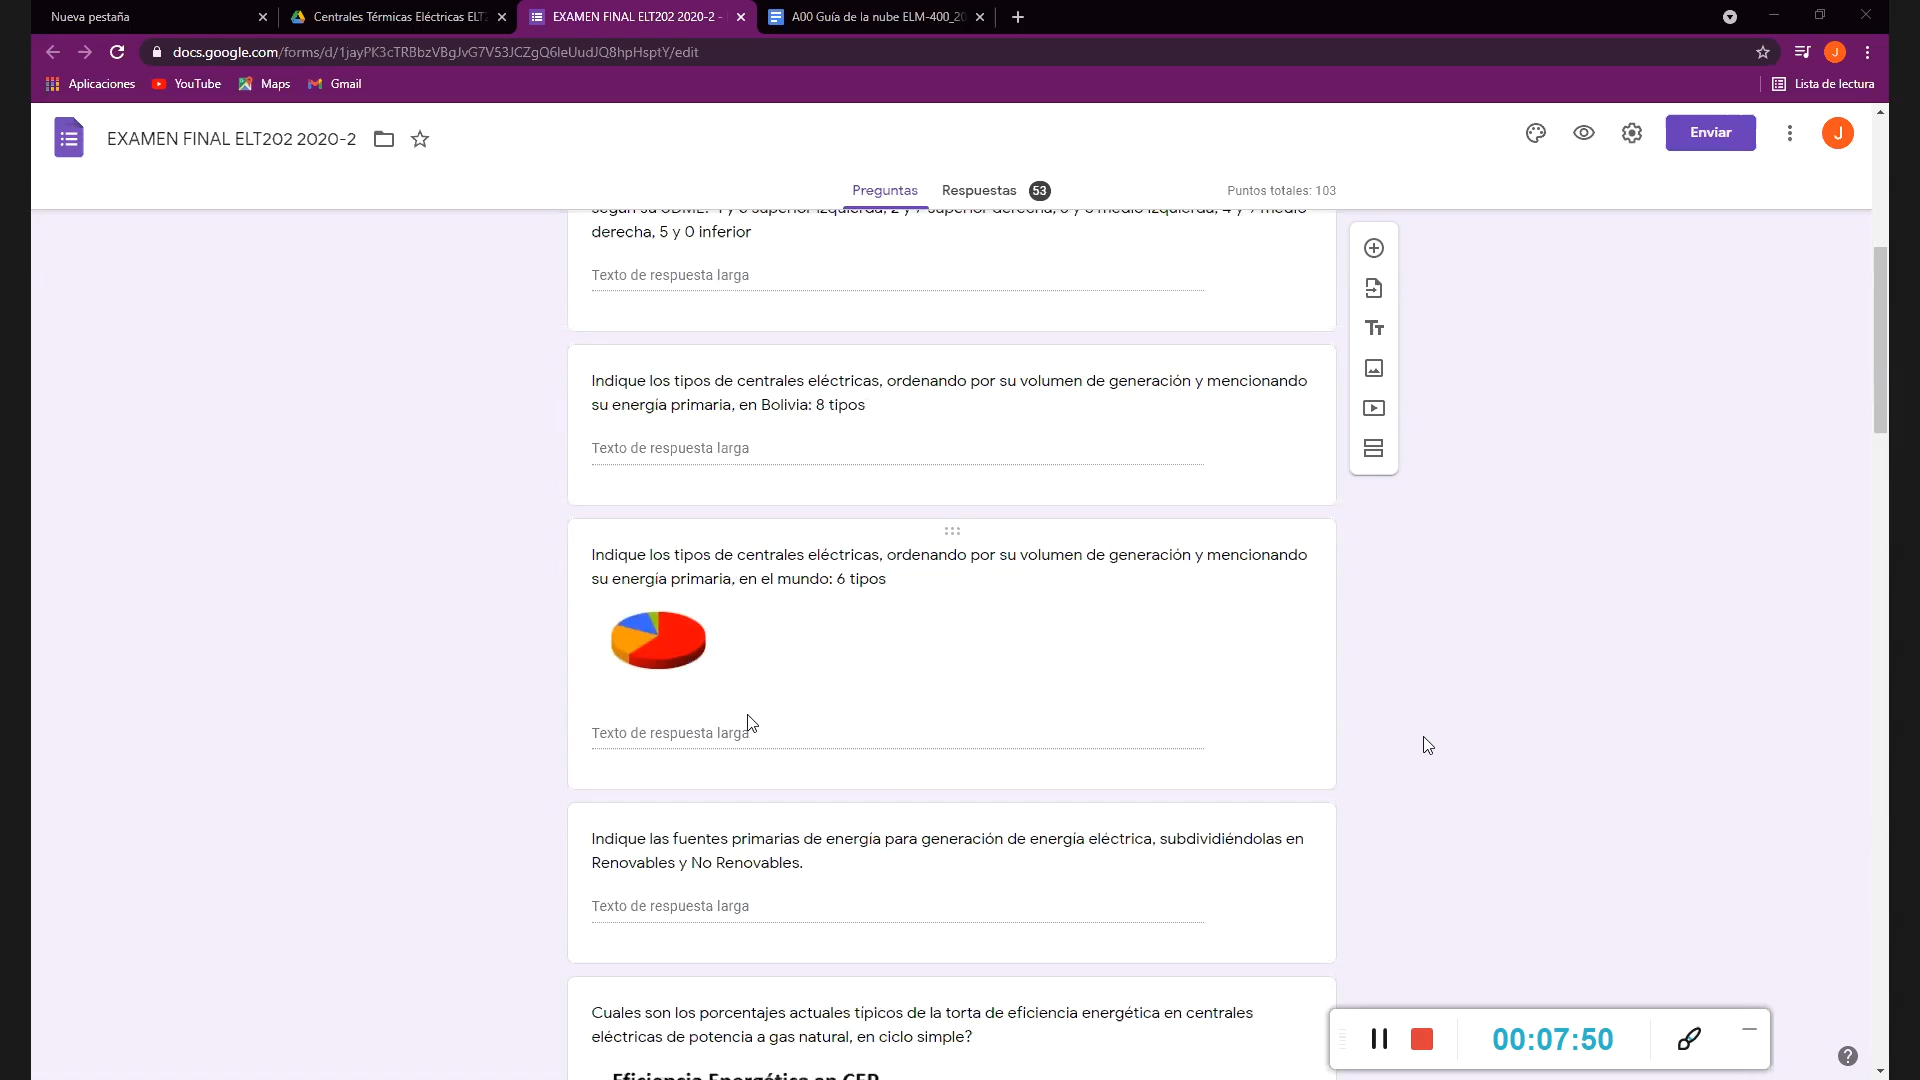 Nueva pestaña
Centrales Térmicas Eléctricas ELT2
EXAMEN FINAL ELT202 2020-2 -
A00 Guía de la nube ELM-400_20
docs.google.com/forms/d/1jayPK3cTRBbzVBgJvG7V53JCZgQ6leUudJQ8hpHsptY/edit
J
Aplicaciones
YouTube
Maps
Gmail
Lista de lectura
EXAMEN FINAL ELT202 2020-2
Enviar
J
Preguntas
Respuestas 53
Puntos totales: 103
derecha, 5 y 0 inferior
Texto de respuesta larga
Indique los tipos de centrales eléctricas, ordenando por su volumen de generación y mencionando
su energía primaria, en Bolivia: 8 tipos
Texto de respuesta larga
Indique los tipos de centrales eléctricas, ordenando por su volumen de generación y mencionando
su energía primaria, en el mundo: 6 tipos
Texto de respuesta larga
Indique las fuentes primarias de energía para generación de energía eléctrica, subdividiéndolas en
Renovables y No Renovables.
Texto de respuesta larga
Cuales son los porcentajes actuales típicos de la torta de eficiencia energética en centrales
eléctricas de potencia a gas natural, en ciclo simple?
Eficiencia Energética en CEP
00:07:50